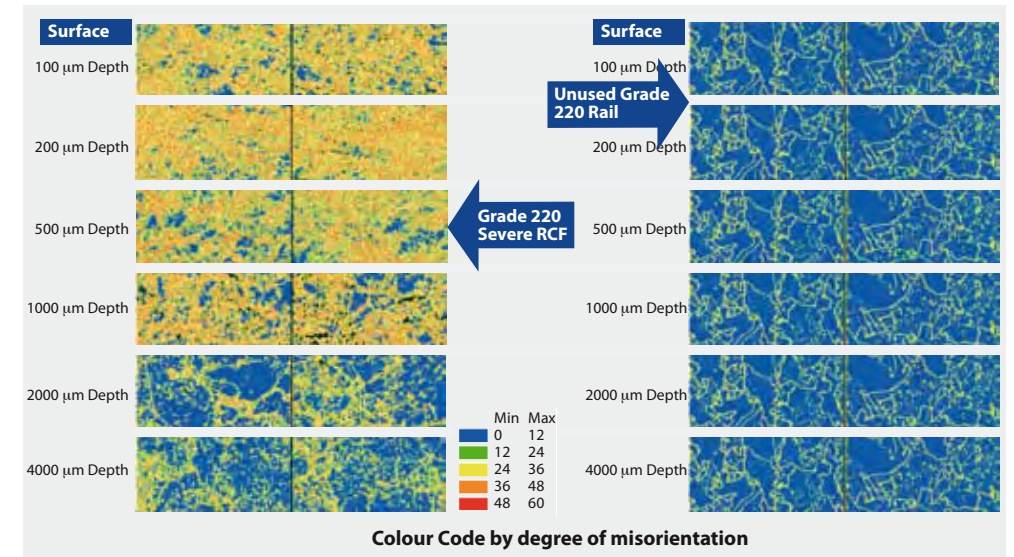 Surface
100 μm Depth
200 μm Depth
500 μm Depth
1000 μm Depth
2000 μm Depth
4000 μm Depth
Grade 220
Severe RCF
Min Max
0 12
12 24
24 36
36 48
48 60
Surface
100 μm Depth
Unused Grade
220 Rail
200 μm Depth
500 μm Depth
1000 μm Depth
2000 μm Depth
4000 μm Depth
Colour Code by degree of misorientation